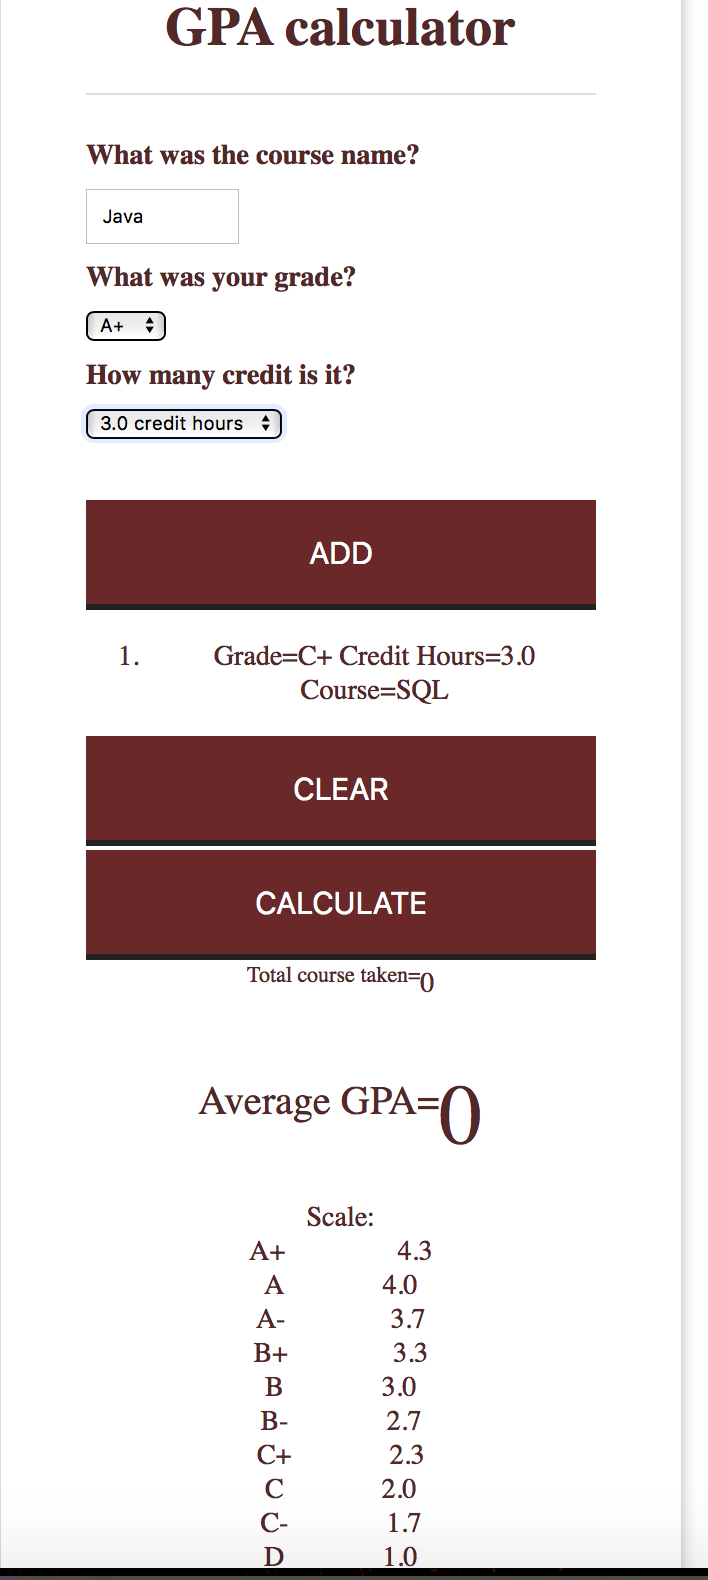 GPA calculator
What was the course name?
Java
What was your grade?
A+
How many credit is it?
3.0 credit hours
ADD
1. Grade=C+ Credit Hours=3.0
Course=SQL
CLEAR
CALCULATE
Total course taken=0
Average GPA=0
Scale:
A+ 4.3
A 4.0
A- 3.7
B+ 3.3
B 3.0
B- 2.7
C+ 2.3
C 2.0
C- 1.7
D 1.0